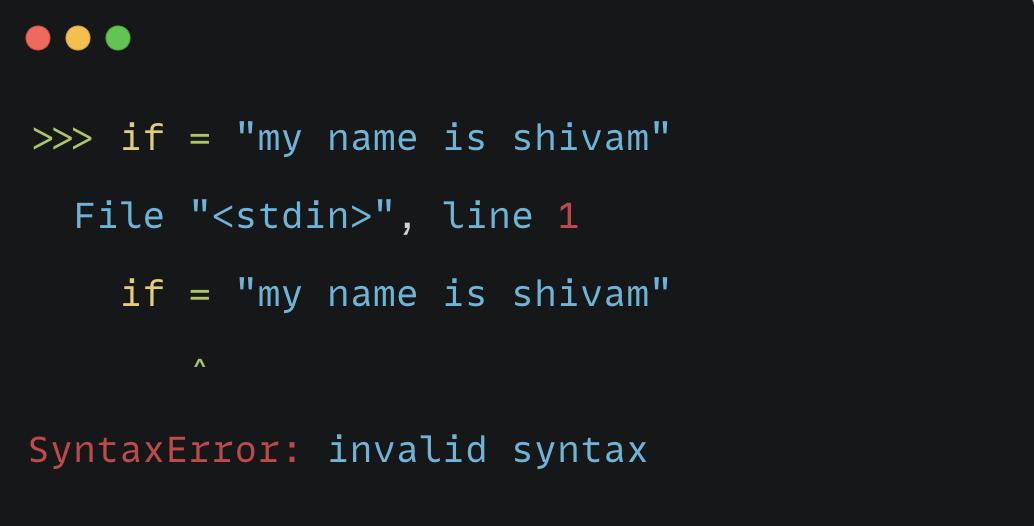 >>> if = "my name is shivam"
  File "<stdin>", line 1
    if = "my name is shivam"
       ^
SyntaxError: invalid syntax